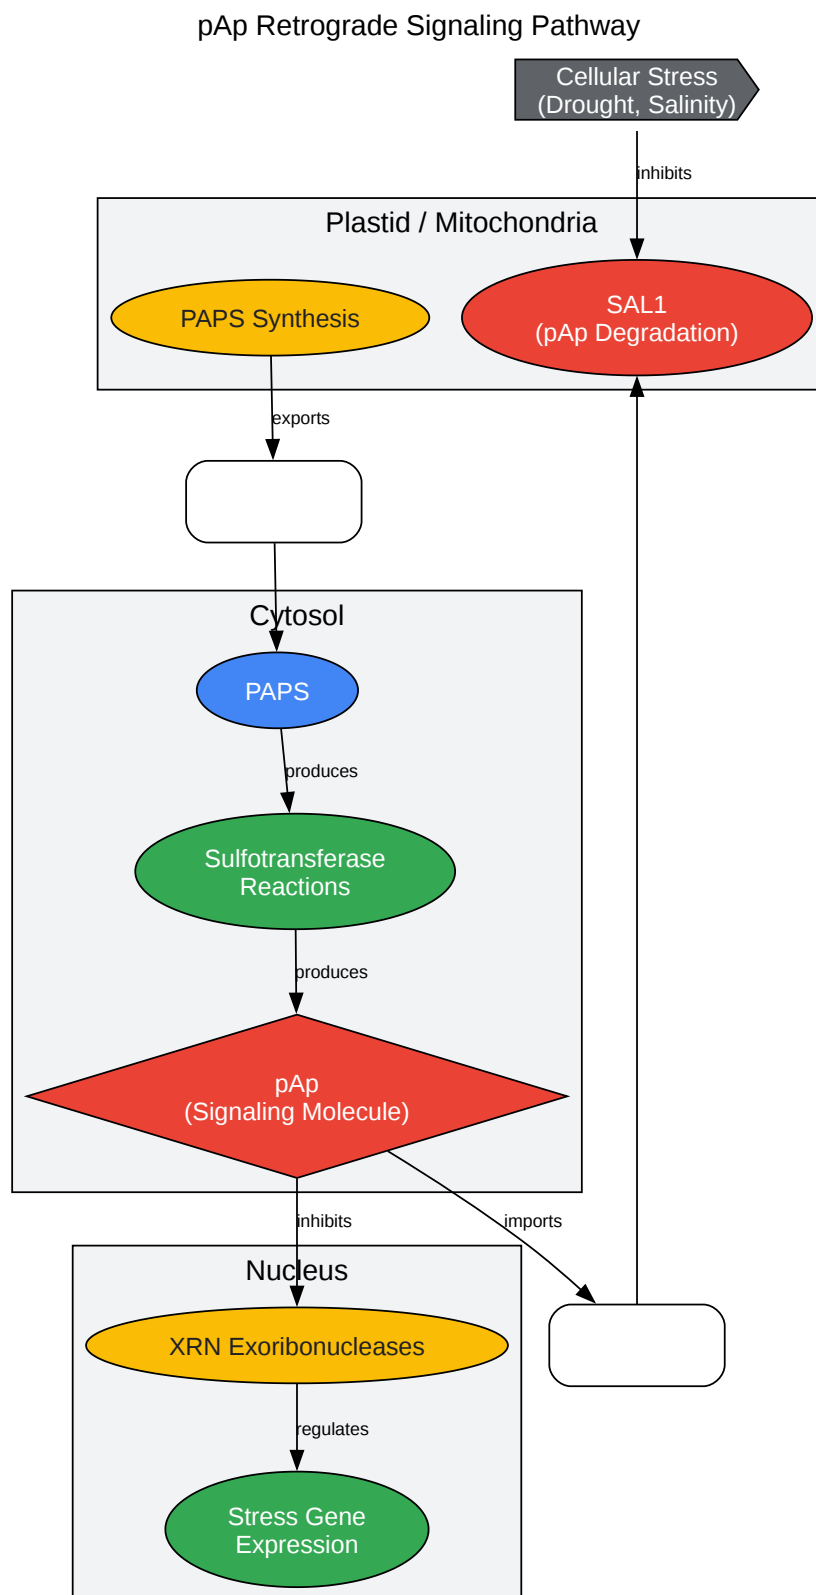 pAp Retrograde Signaling Pathway
Cellular Stress
(Drought, Salinity)
inhibits
Plastid / Mitochondria
PAPS Synthesis
SAL1
(pAp Degradation)
exports
Cytosol
PAPS
produces
Sulfotransferase
Reactions
produces
pAp
(Signaling Molecule)
inhibits
imports
Nucleus
XRN Exoribonucleases
regulates
Stress Gene
Expression